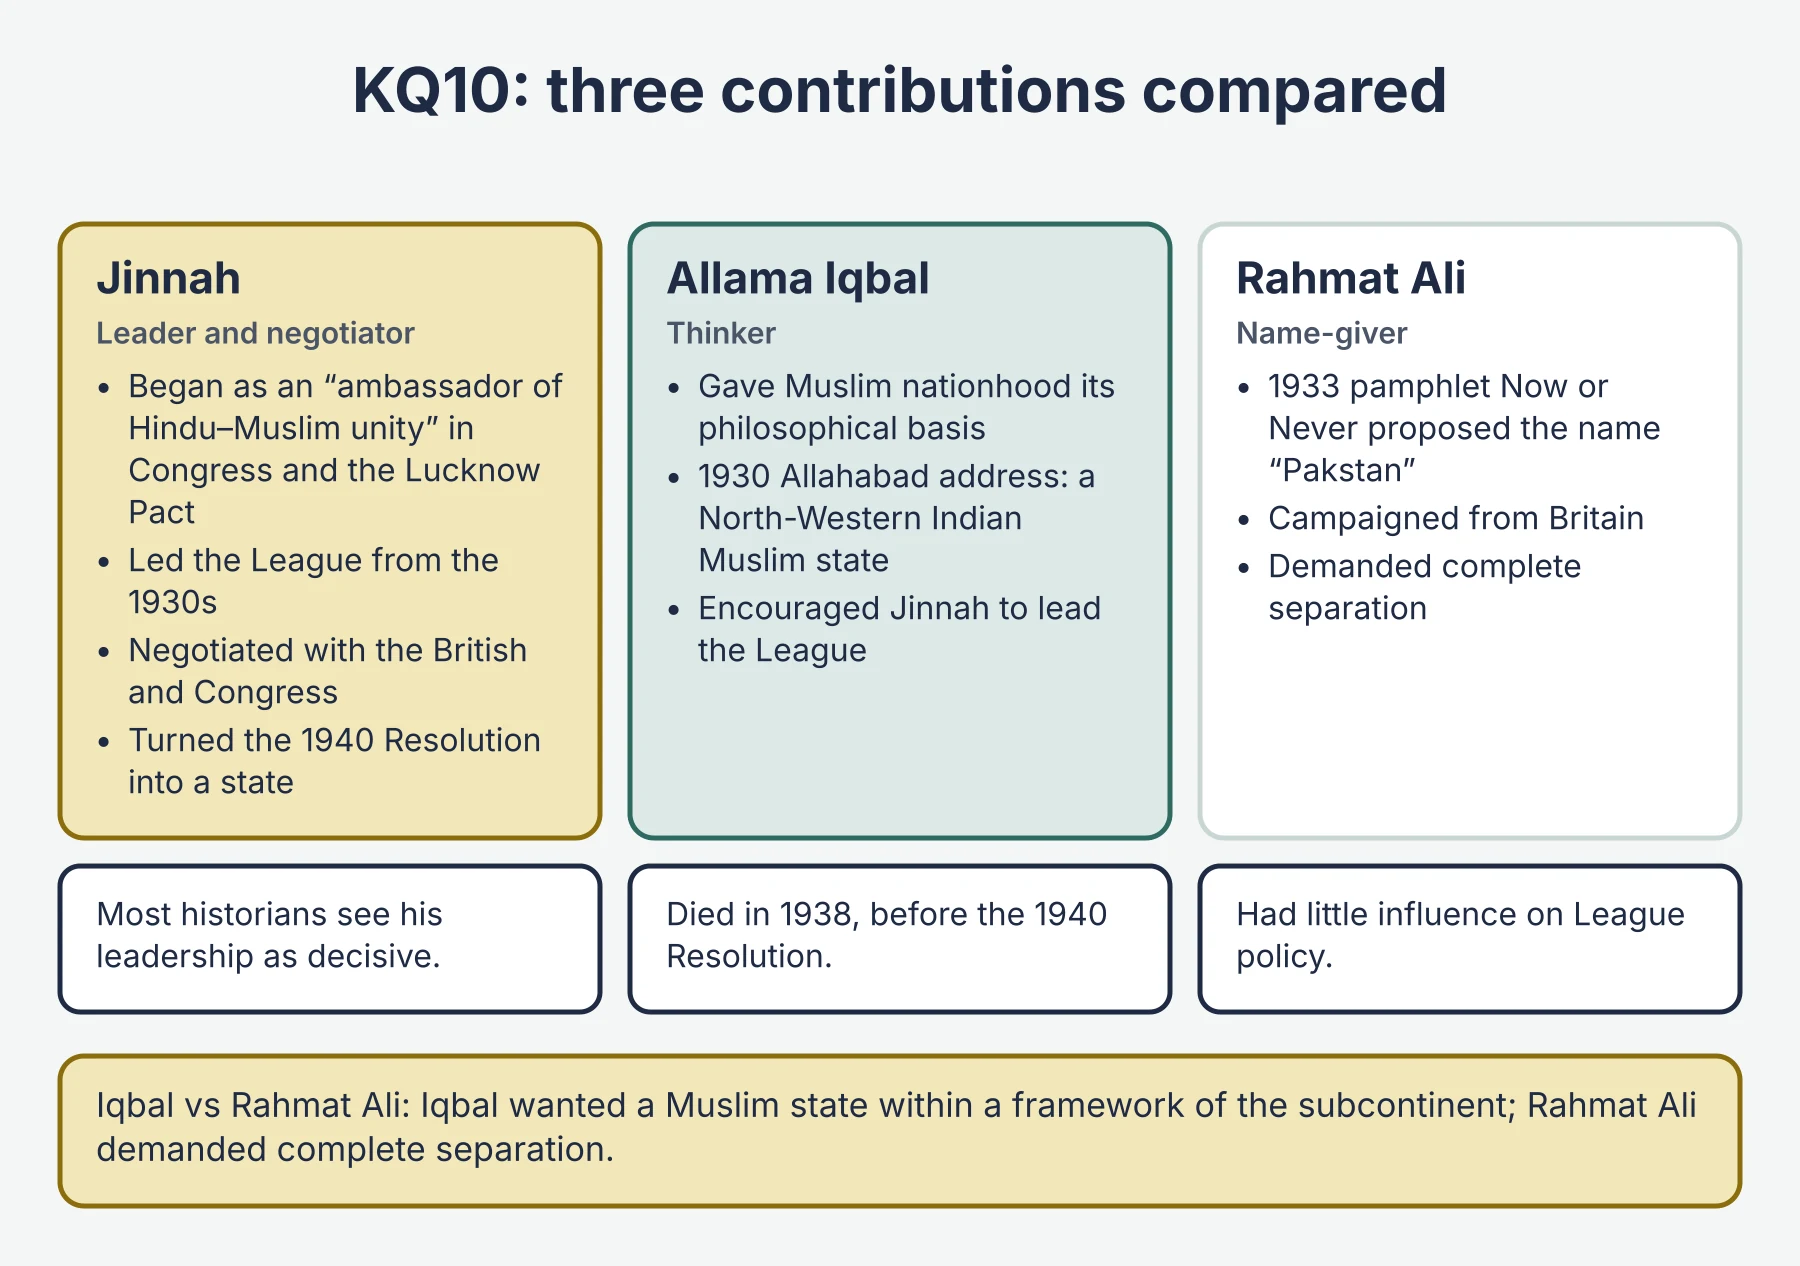 KQ10: three contributions compared
Jinnah
Leader and negotiator
• Began as an “ambassador of
Hindu–Muslim unity” in
Congress and the Lucknow
Pact
• Led the League from the
1930s
• Negotiated with the British
and Congress
• Turned the 1940 Resolution
into a state
Most historians see his
leadership as decisive.
Allama Iqbal
Thinker
• Gave Muslim nationhood its
philosophical basis
• 1930 Allahabad address: a
North-Western Indian
Muslim state
• Encouraged Jinnah to lead
the League
Died in 1938, before the 1940
Resolution.
Rahmat Ali
Name-giver
• 1933 pamphlet Now or
Never proposed the name
“Pakstan”
• Campaigned from Britain
• Demanded complete
separation
Had little influence on League
policy.
Iqbal vs Rahmat Ali: Iqbal wanted a Muslim state within a framework of the subcontinent; Rahmat Ali
demanded complete separation.